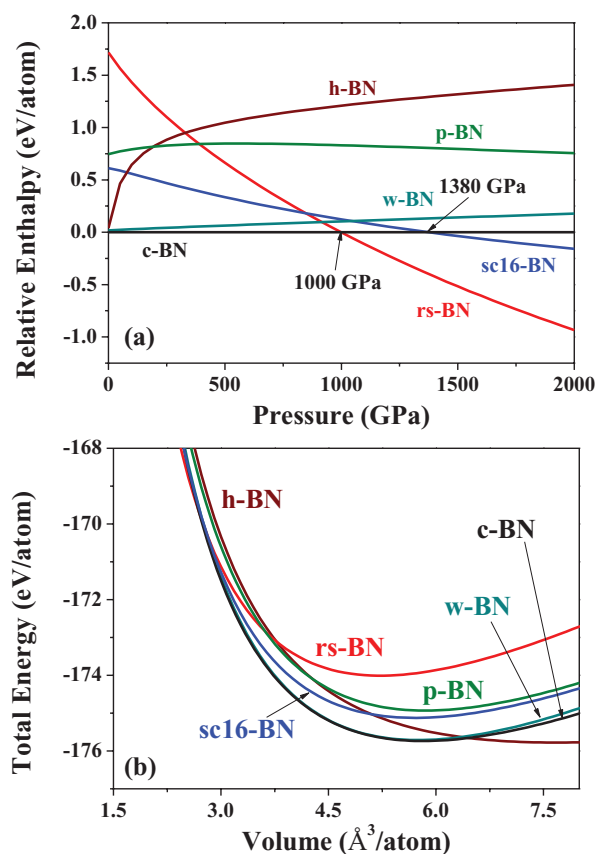 Relative Enthalpy (eV/atom)
2.0
1.5
1.0
0.5
0.0
-0.5
-1.0
h-BN
p-BN
w-BN
1380 GPa
c-BN
sc16-BN
1000 GPa
rs-BN
(a)
0
500
1000
1500
2000
Pressure (GPa)
Total Energy (eV/atom)
-168
-170
-172
-174
-176
h-BN
c-BN
w-BN
rs-BN
p-BN
sc16-BN
(b)
1.5
3.0
4.5
6.0
7.5
Volume (Å³/atom)